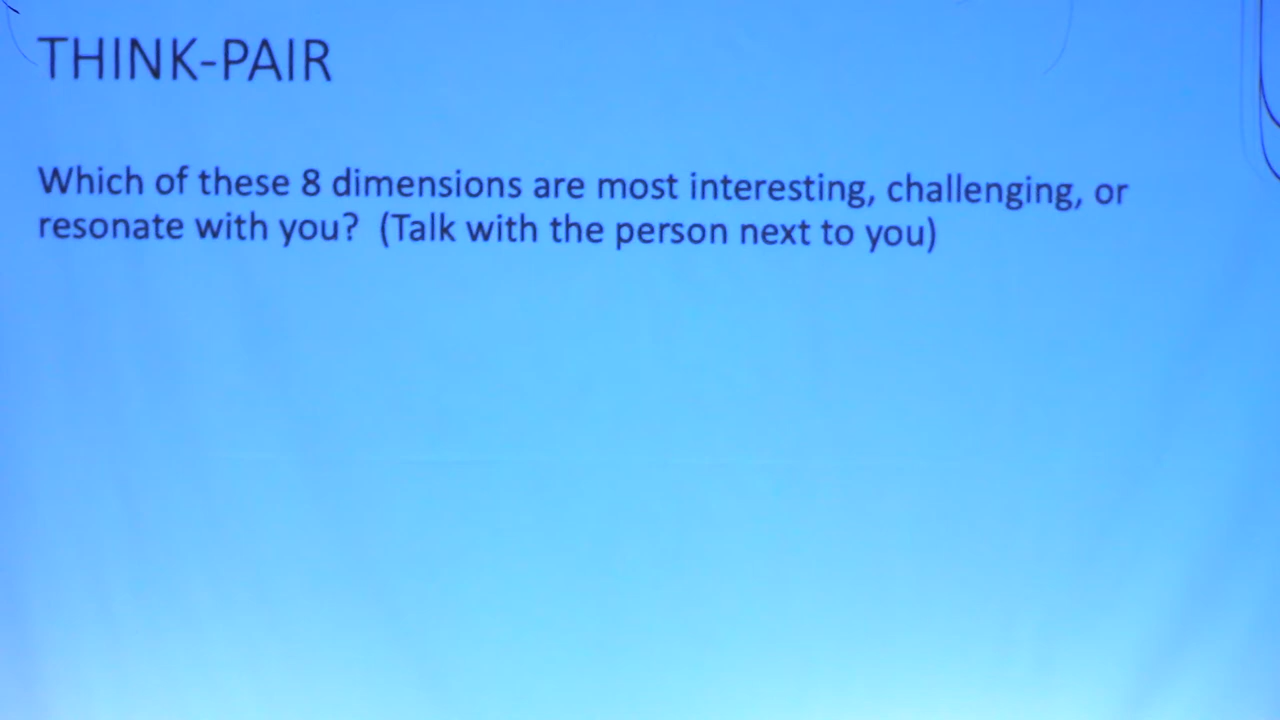 THINK-PAIR
Which of these 8 dimensions are most interesting, challenging, or
resonate with you?  (Talk with the person next to you)